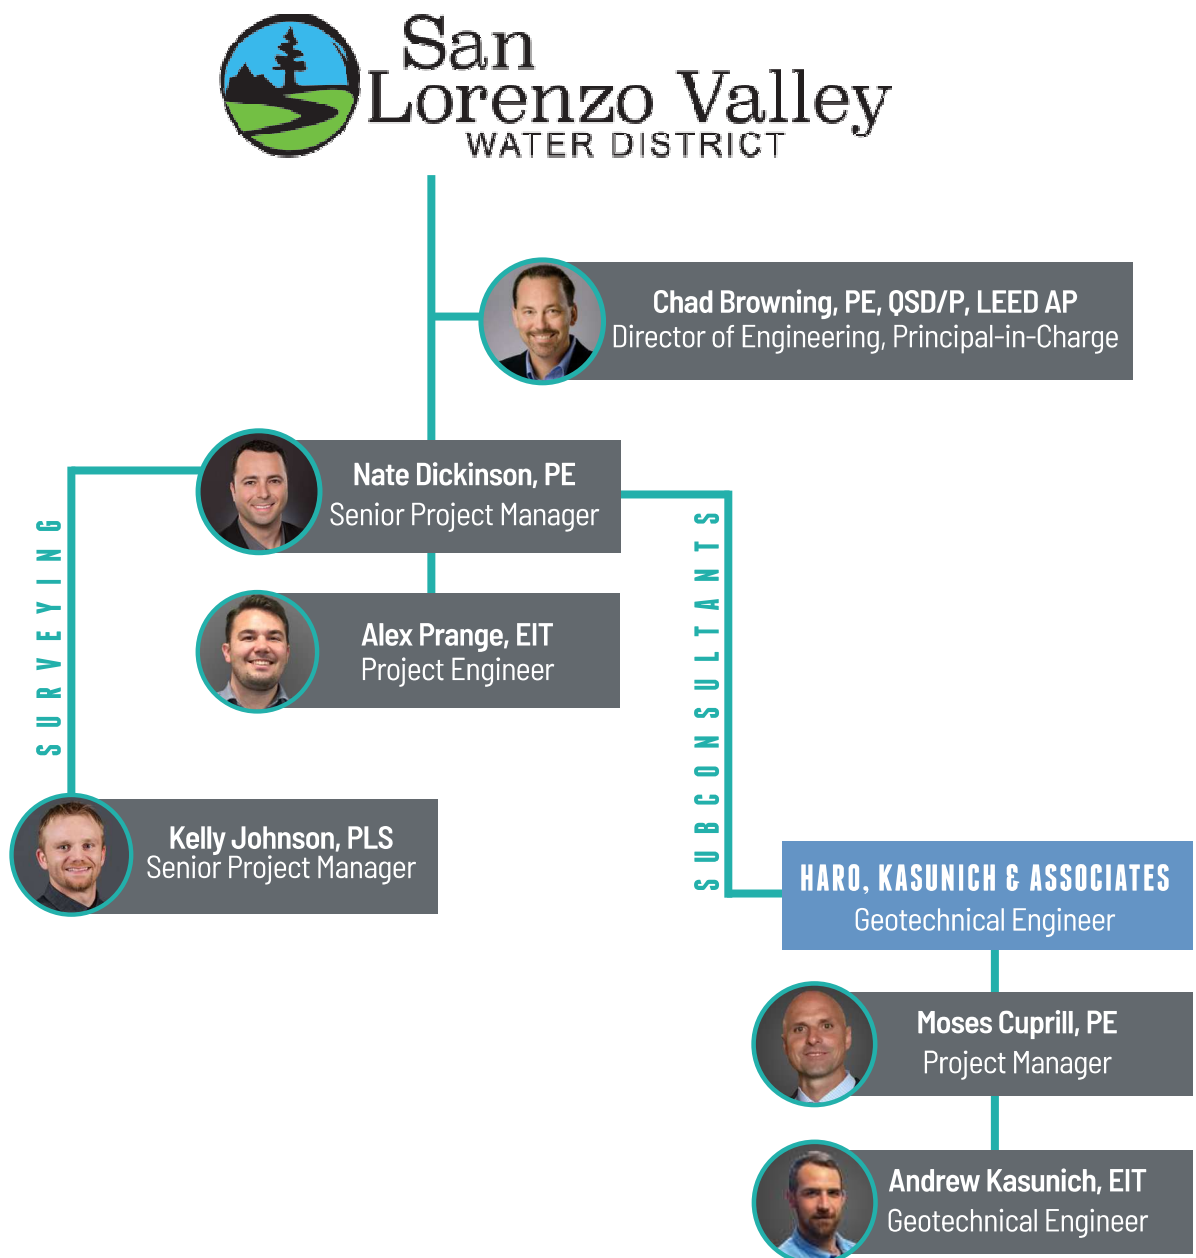 San
Lorenzo Valley
WATER DISTRICT
Chad Browning, PE, QSD/P, LEED AP
Director of Engineering, Principal-in-Charge
Nate Dickinson, PE
Senior Project Manager
SURVEYING
SUBCONSULTANTS
Alex Prange, EIT
Project Engineer
Kelly Johnson, PLS
Senior Project Manager
HARO, KASUNICH & ASSOCIATES
Geotechnical Engineer
Moses Cuprill, PE
Project Manager
Andrew Kasunich, EIT
Geotechnical Engineer